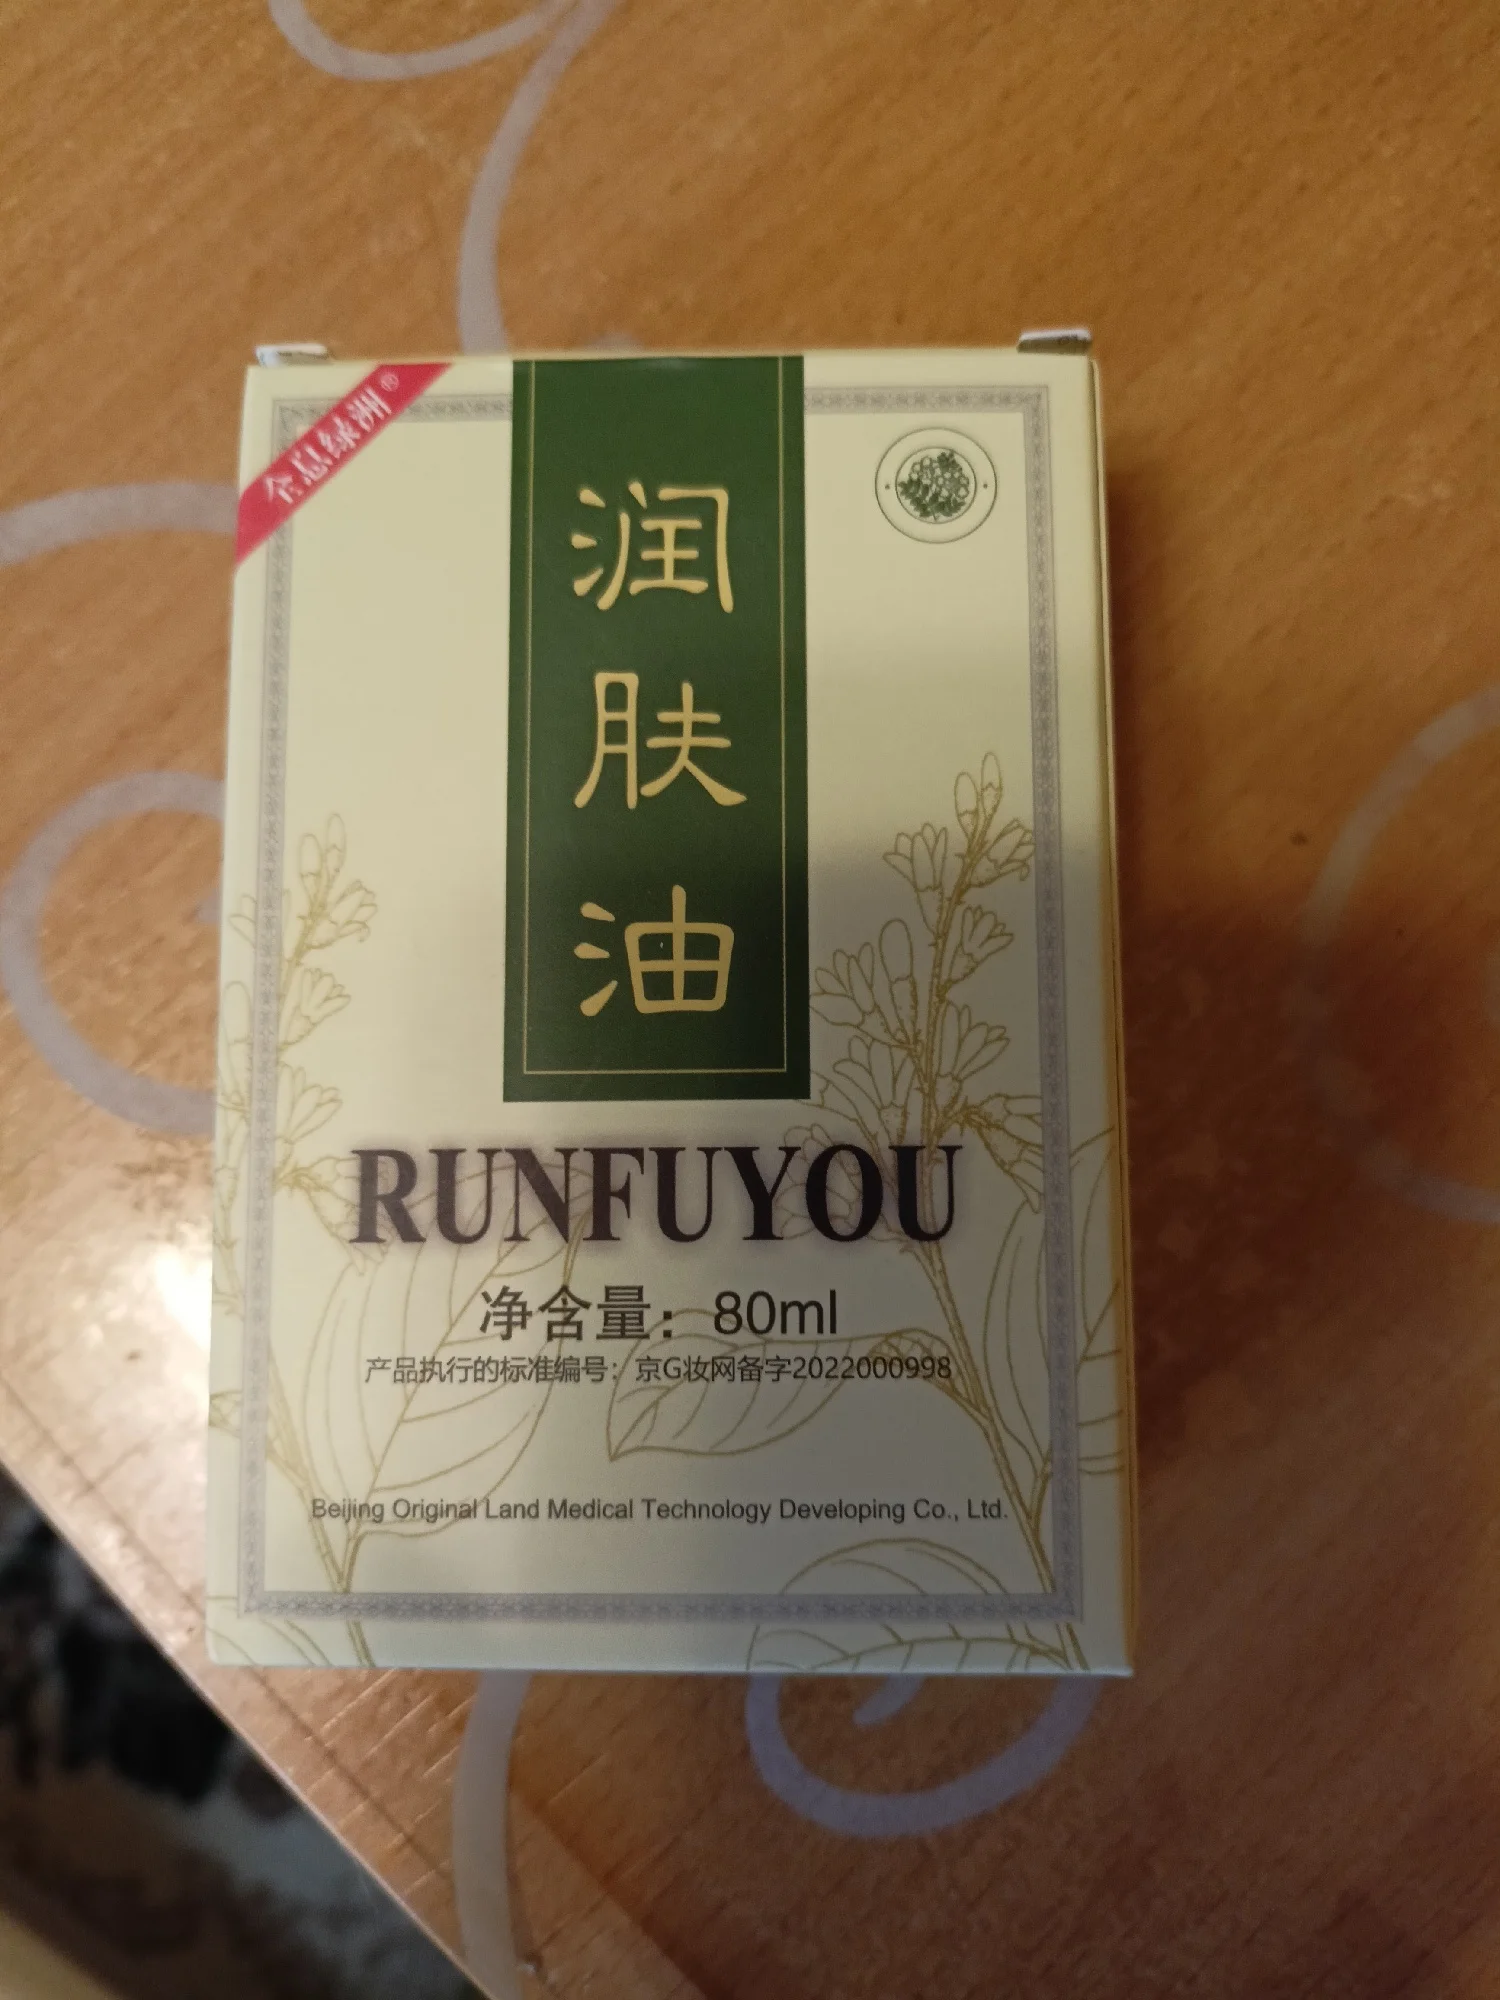 全息绿洲®
润肤油
RUNFUYOU
净含量：80ml
产品执行的标准编号：京G妆网备字2022000998
Beijing Original Land Medical Technology Developing Co., Ltd.